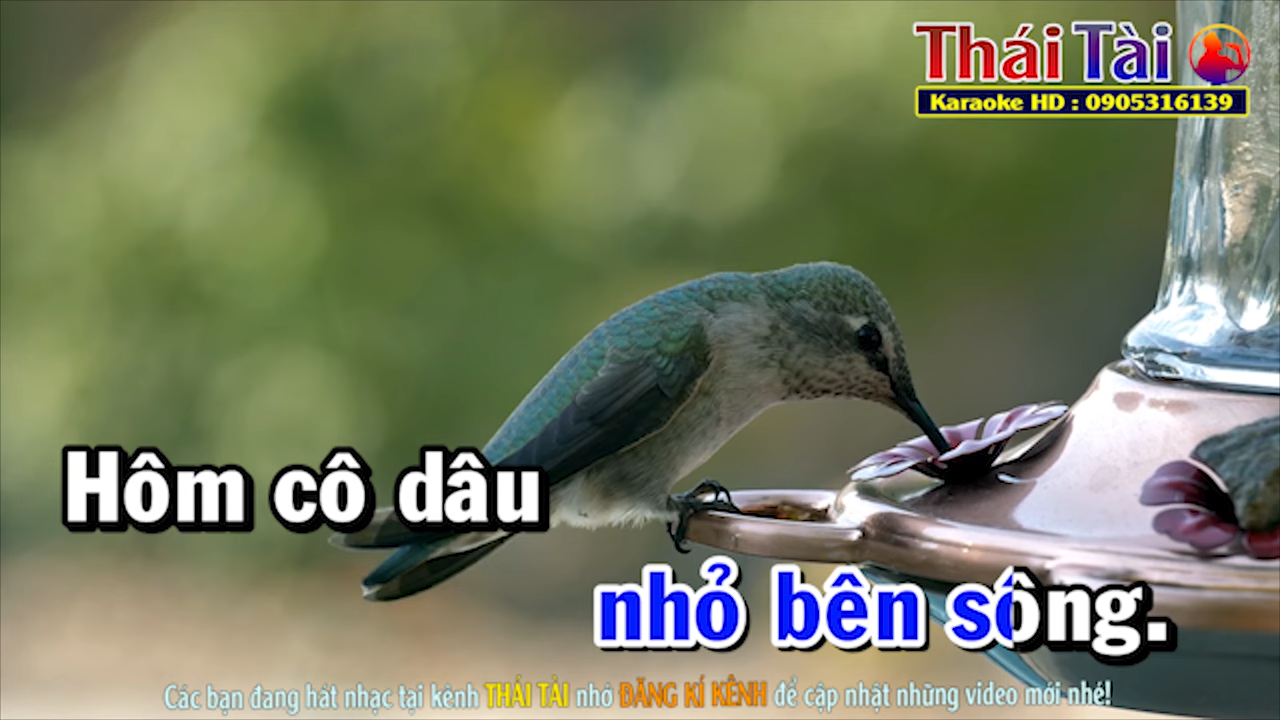 Thái Tài
Karaoke HD : 0905316139
Hôm cô dâu
nhỏ bên sông.
Các bạn đang hát nhạc tại kênh THÁI TÀI nhớ ĐĂNG KÍ KÊNH để cập nhật những video mới nhé!